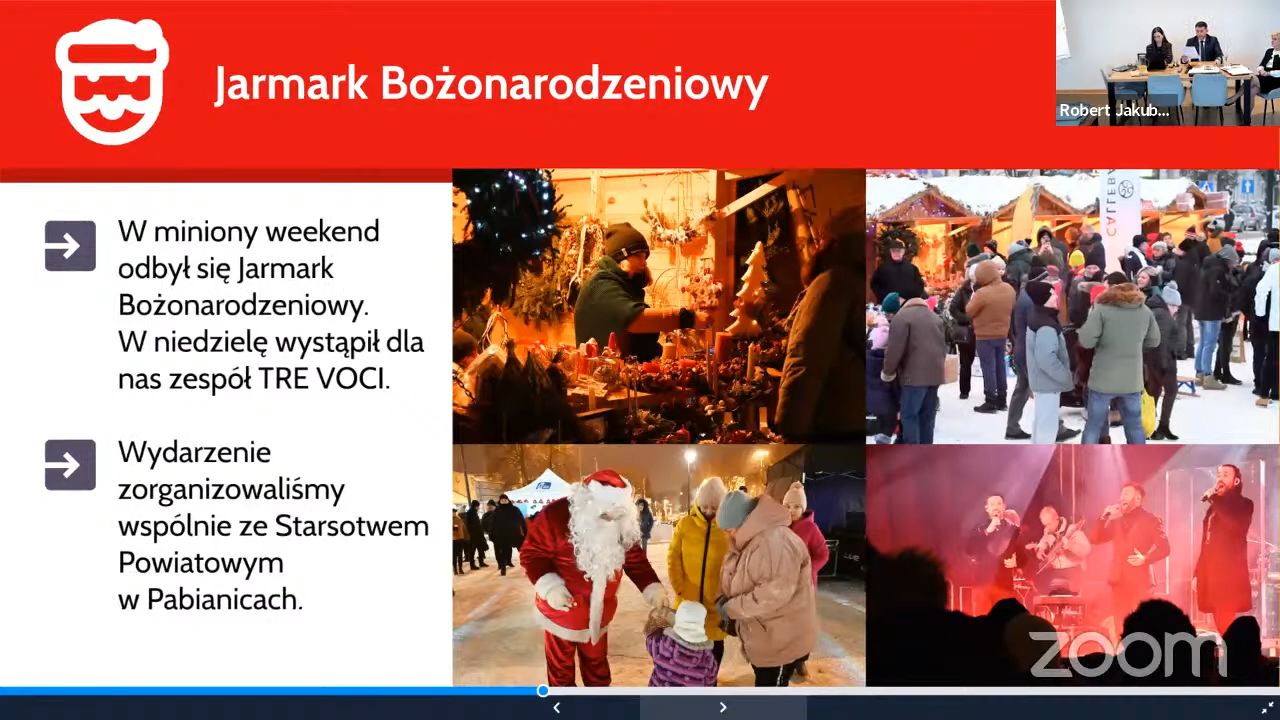 Jarmark Bożonarodzeniowy
Robert Jakub...
W miniony weekend
odbył się Jarmark
Bożonarodzeniowy.
W niedzielę wystąpił dla
nas zespół TRE VOCI.
Wydarzenie
zorganizowaliśmy
wspólnie ze Starsotwem
Powiatowym
w Pabianicach.
zoom